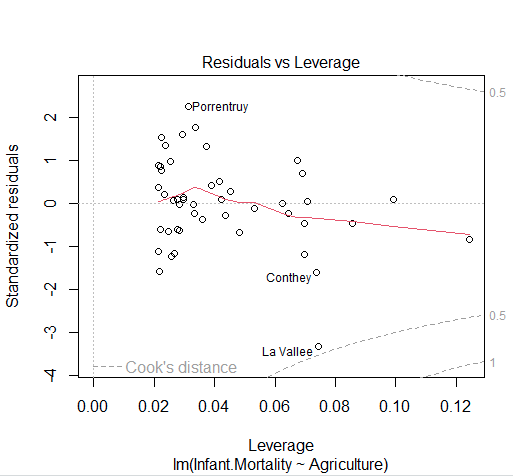 Residuals vs Leverage
0.5
2
Porrentruy
1
0
Standardized residuals
-1
Conthey
-2
0.5
-3
La Vallee
1
Cook's distance
-4
0.00 0.02 0.04 0.06 0.08 0.10 0.12
Leverage
lm(Infant.Mortality ~ Agriculture)